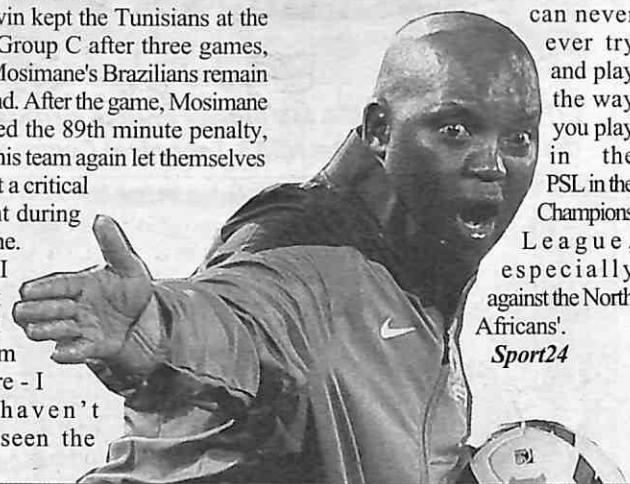 win kept the Tunisians at the
Group C after three games,
Mosimane's Brazilians remain
After the game, Mosimane
the 89th minute penalty,
his team again let themselves
a critical
during
I
re - I
haven't
seen the
can never
ever try
and play
the way
you play
in the
PSL in the
Champions
League,
especially
against the North
Africans'.
Sport24